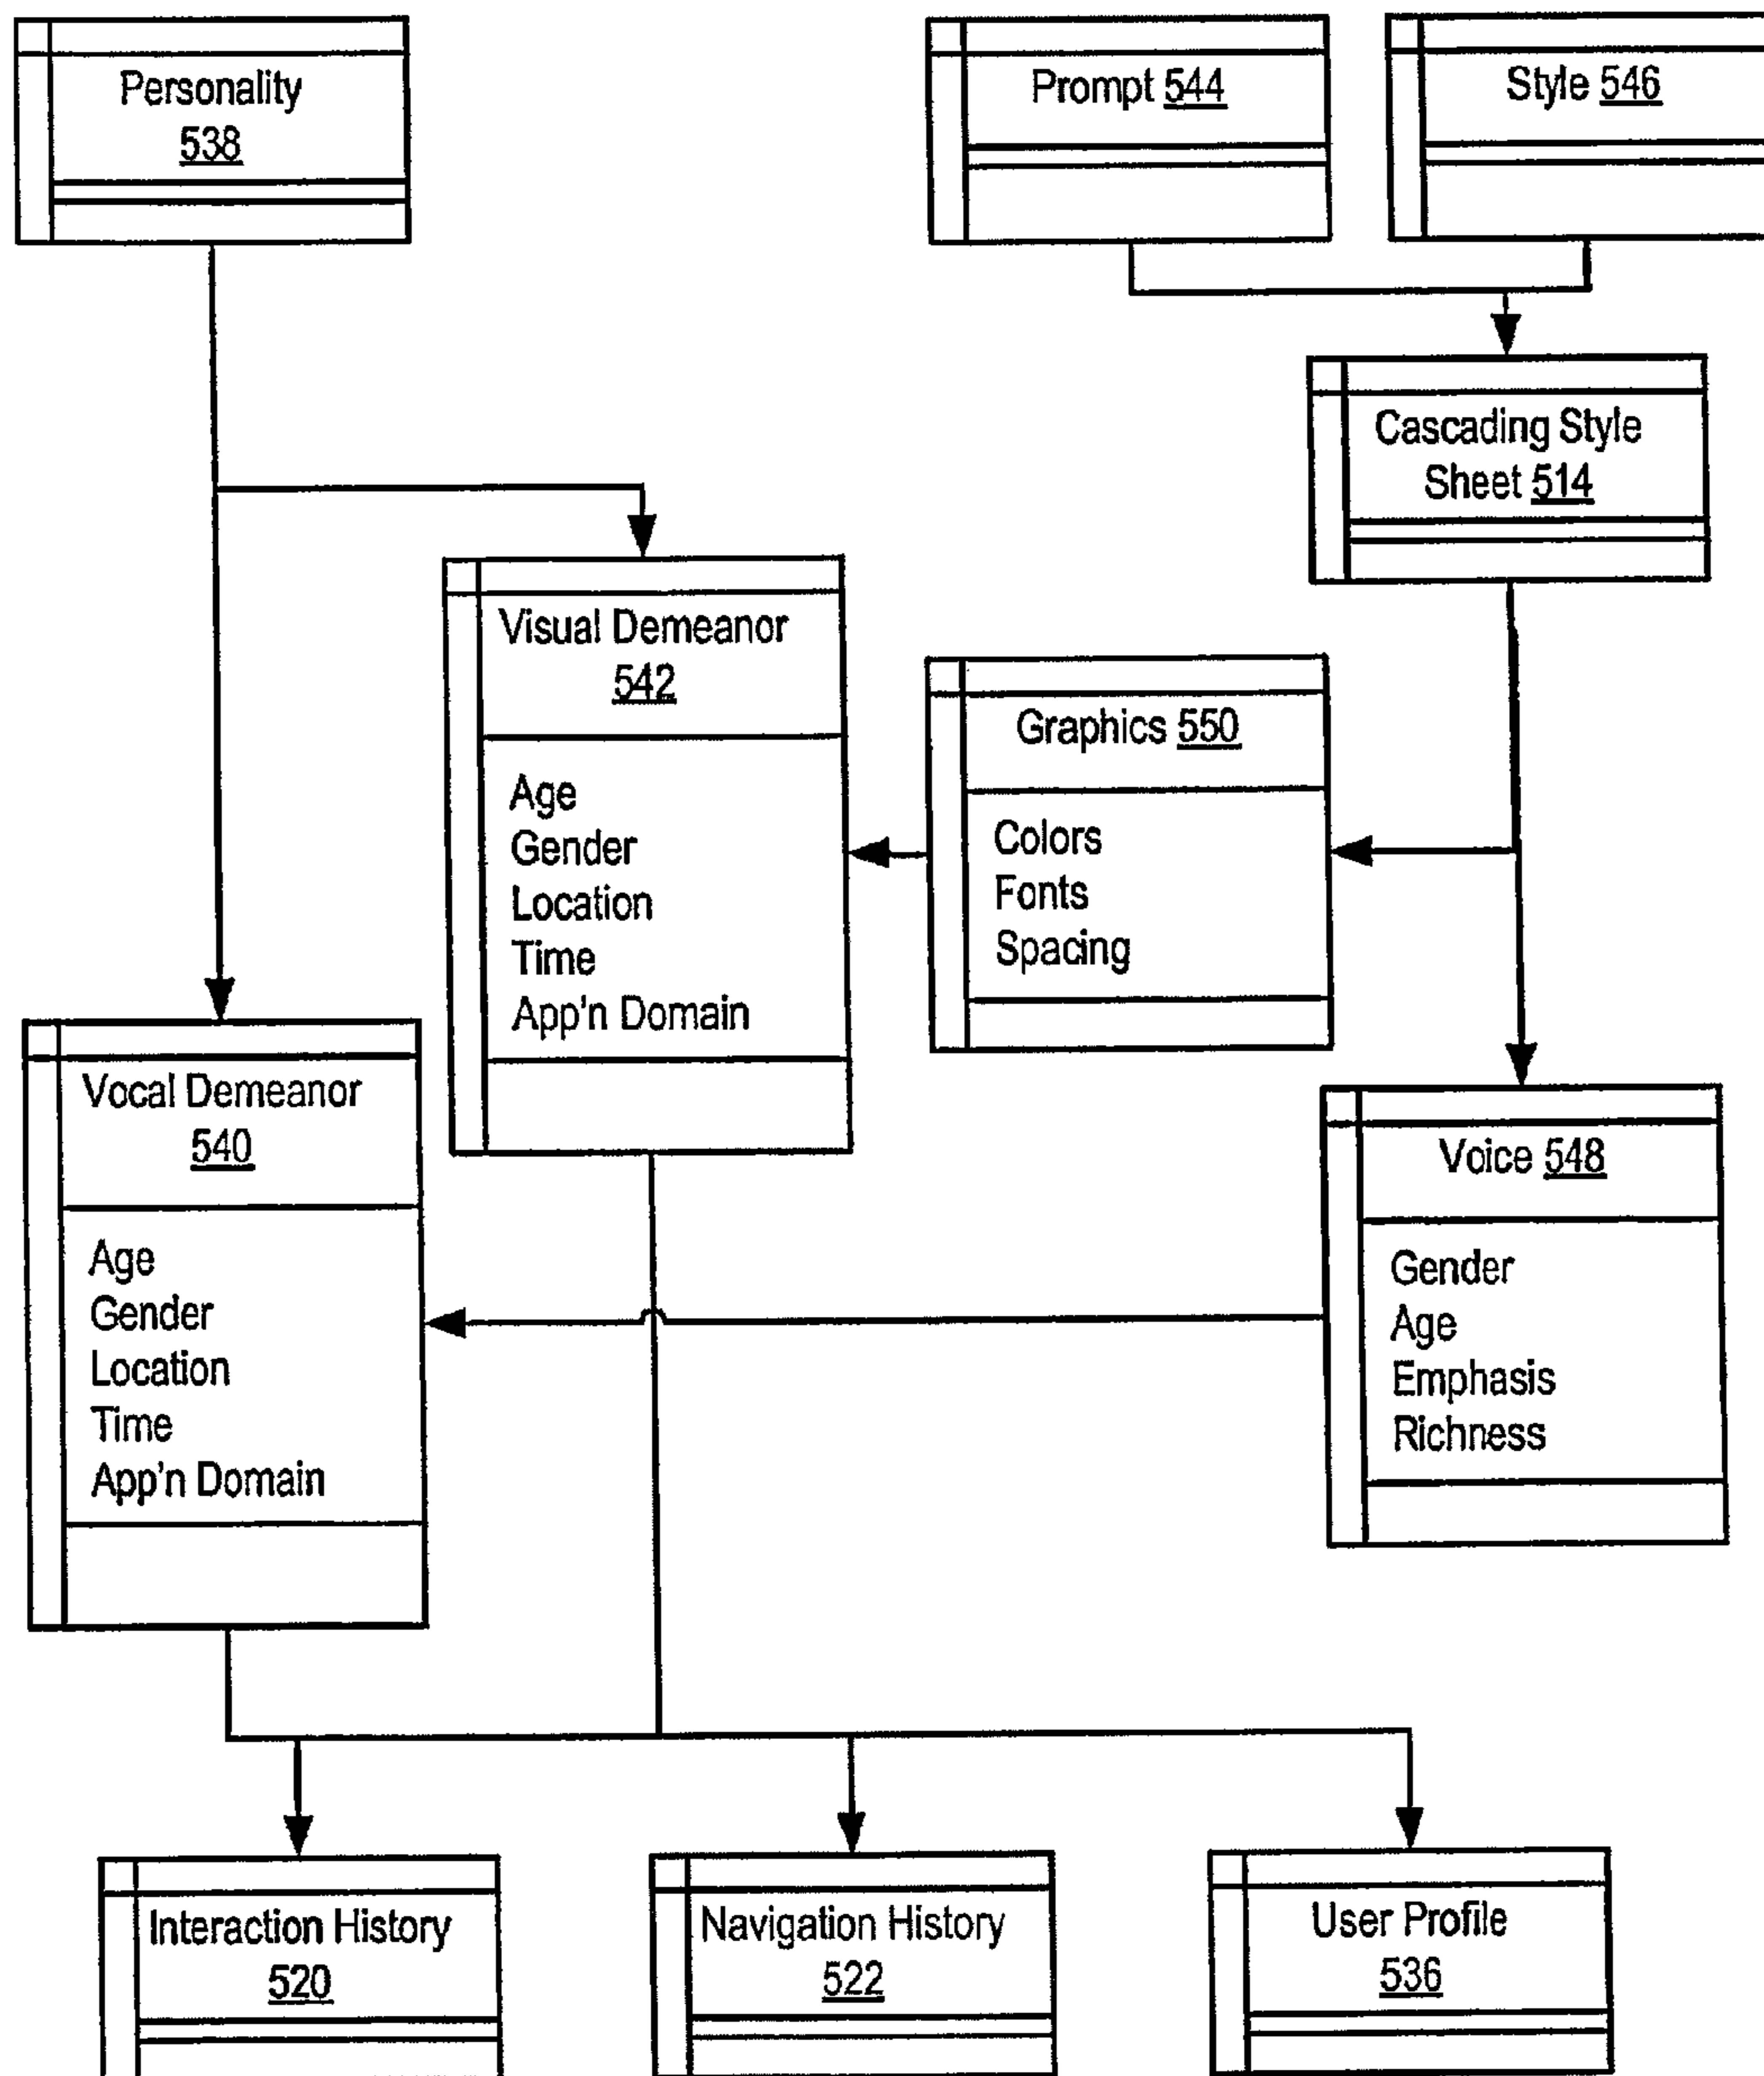 Personality
538
Prompt 544
Style 546
Cascading Style
Sheet 514
Visual Demeanor
542
Age
Gender
Location
Time
App'n Domain
Graphics 550
Colors
Fonts
Spacing
Vocal Demeanor
540
Age
Gender
Location
Time
App'n Domain
Voice 548
Gender
Age
Emphasis
Richness
Interaction History
520
Navigation History
522
User Profile
536